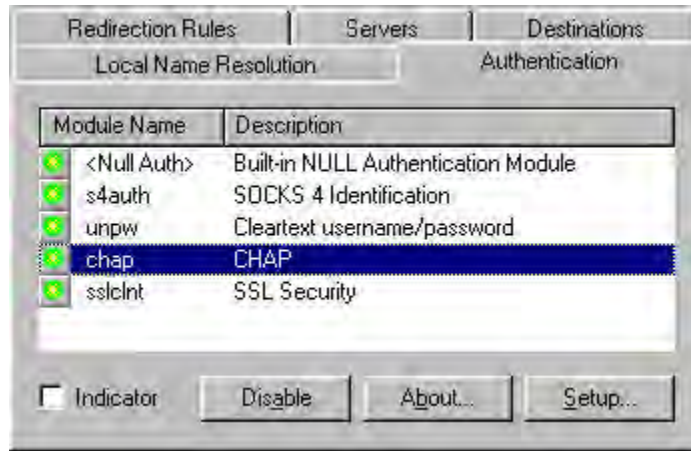 Redirection Rules Servers Destinations
Local Name Resolution Authentication
Module Name Description
<Null Auth> Built-in NULL Authentication Module
s4auth SOCKS 4 Identification
unpw Cleartext username/password
chap CHAP
sslclnt SSL Security
Indicator Disable About... Setup...